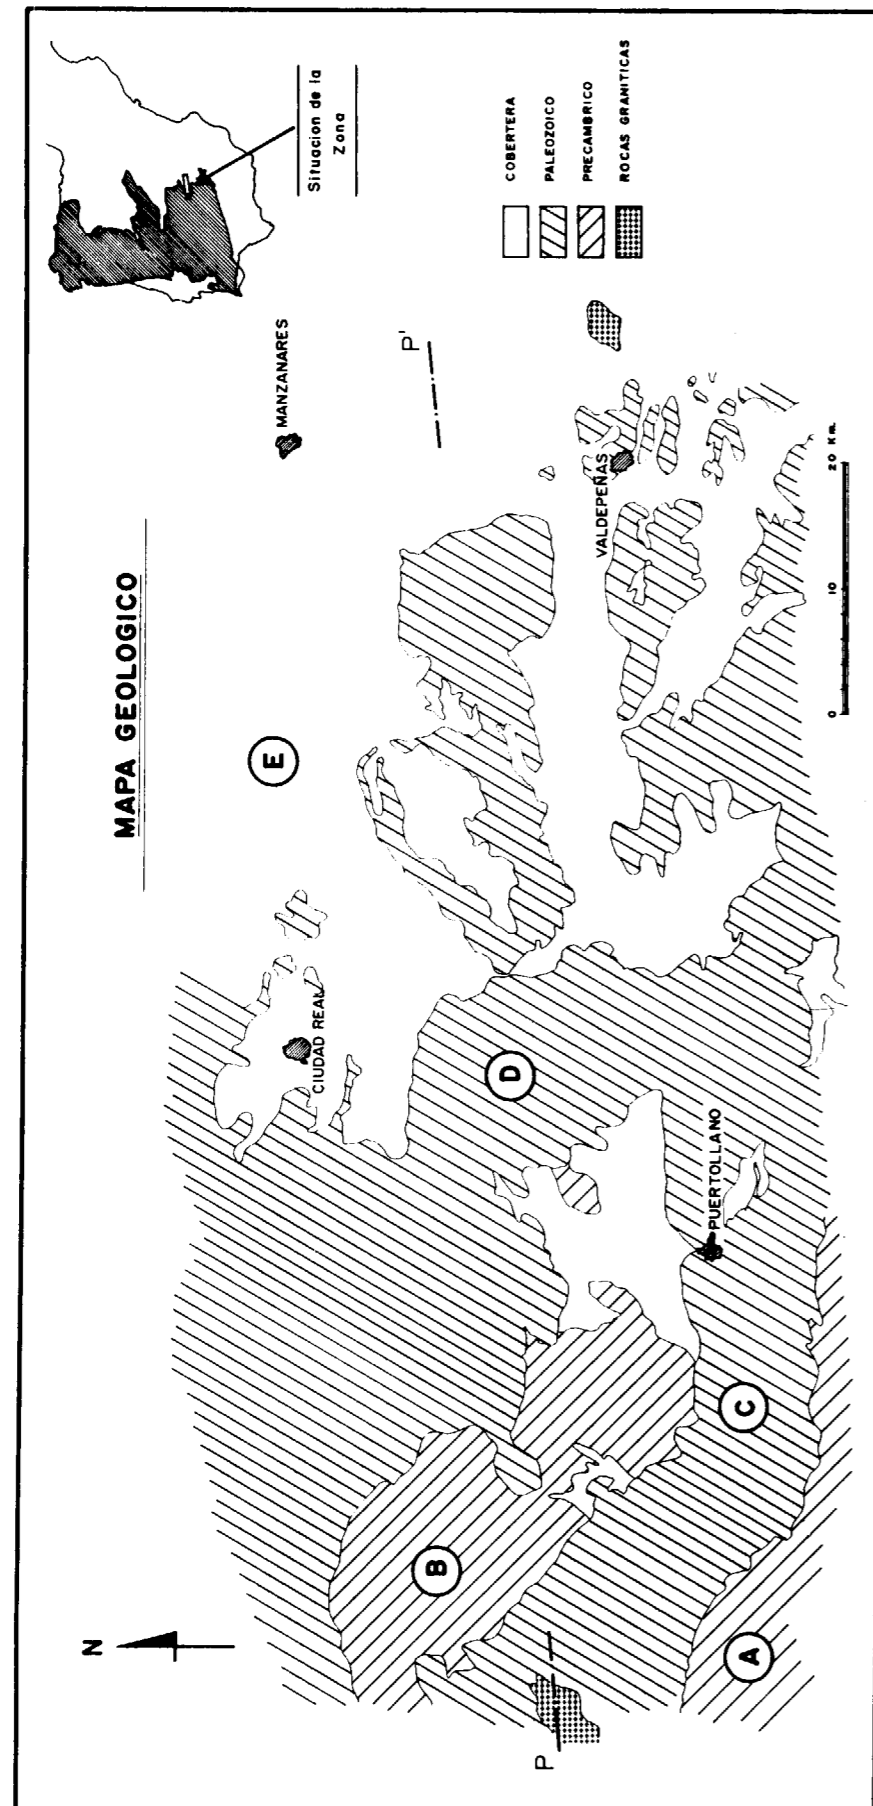 MAPA GEOLOGICO
N
Situacion de la
Zona
MANZANARES
P'
E
CIUDAD REAL
VALDEPEÑAS
D
B
PUERTOLLANO
C
A
P
COBERTERA
PALEOZOICO
PRECAMBRICO
ROCAS GRANITICAS
0 10 20 Km.